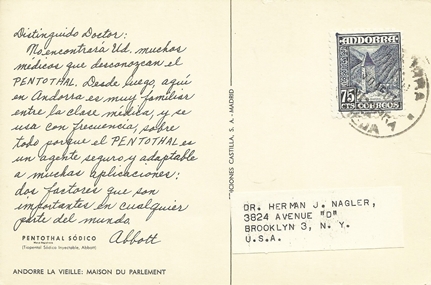 Distinguido Doctor:
No encontrará Ud. muchos
médicos que desconozcan el
PENTOTHAL. Desde luego, aquí
en Andorra es muy familiar
entre la clase médica, y se
usa con frecuencia, sobre
todo porque el PENTOTHAL es
un agente seguro y adaptable
a muchas aplicaciones:
dos factores que son
importantes en cualquier
parte del mundo.
Abbott
PENTOTHAL SÓDICO
(Tiopental Sódico Inyectable, Abbott)
ANDORRE LA VIEILLE: MAISON DU PARLEMENT
CASTILLA, S. A. - MADRID
ANDORRA
75
CTS CORREOS
DR. HERMAN J. NAGLER,
3824 AVENUE "D"
BROOKLYN 3, N. Y.
U.S.A.